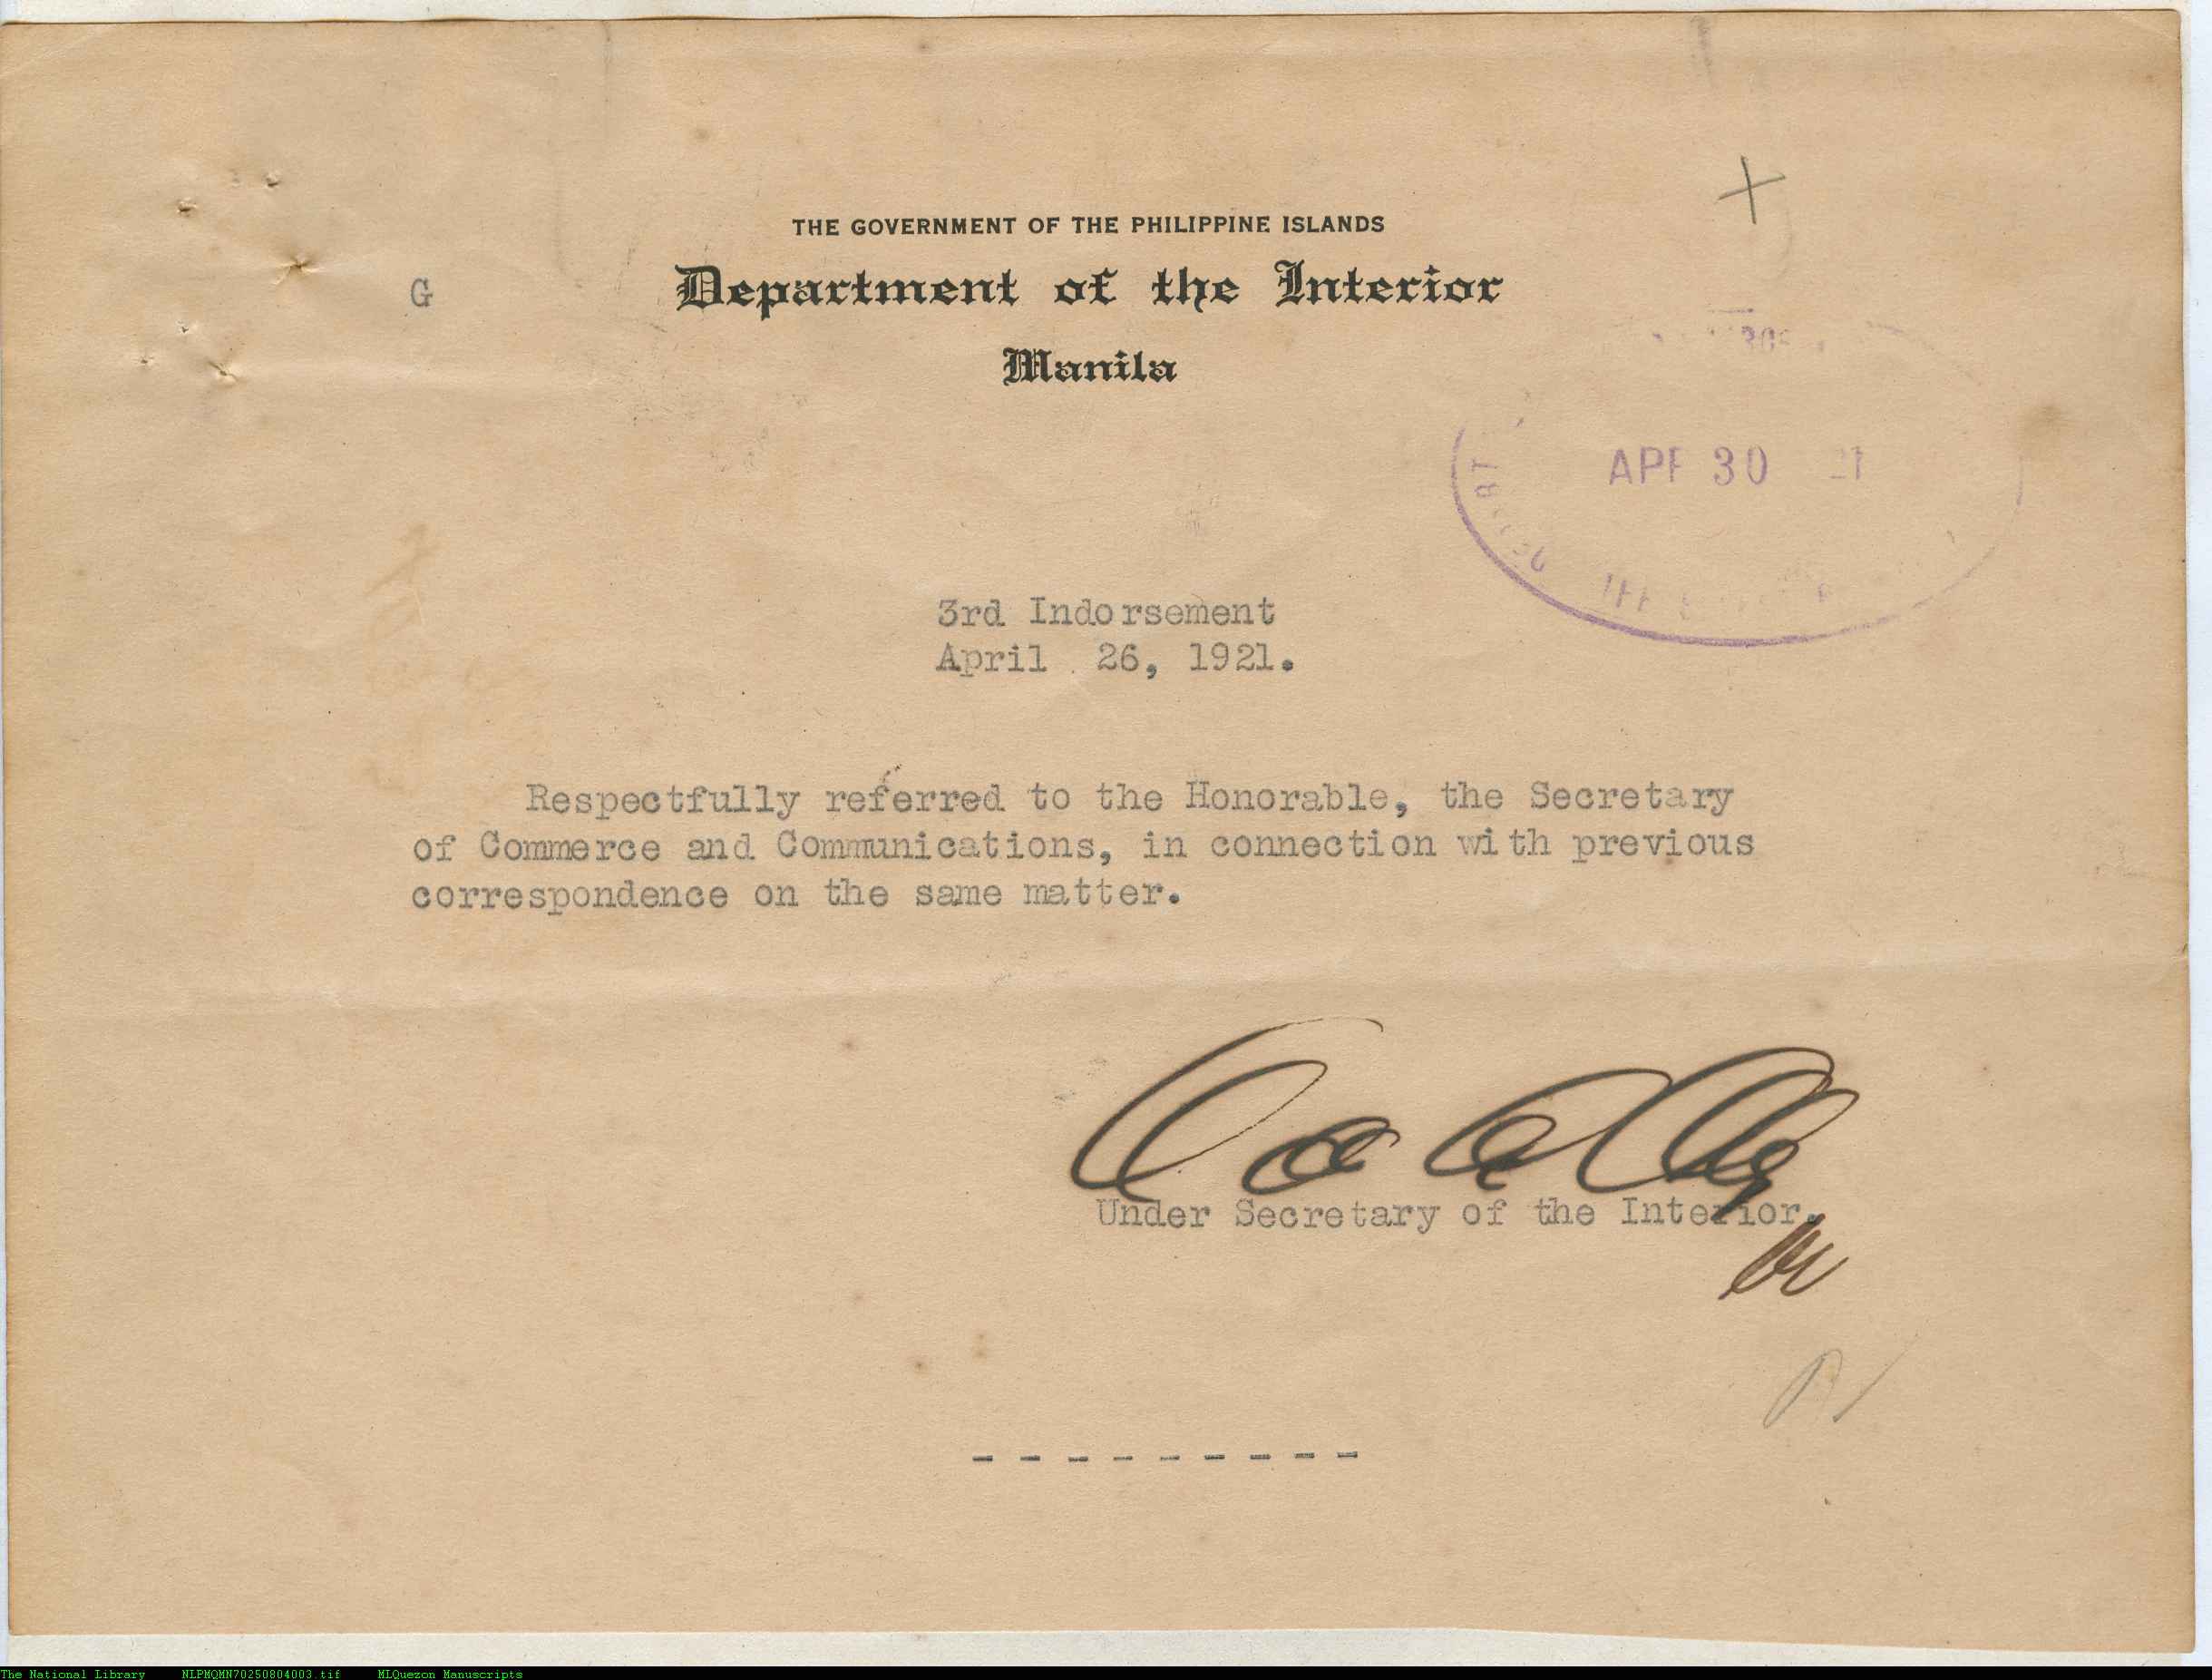 THE GOVERNMENT OF THE PHILIPPINE ISLANDS
G
Department of the Interior
Manila
APR 30 21
3rd Indorsement
April 26, 1921.
Respectfully referred to the Honorable, the Secretary
of Commerce and Communications, in connection with previous
correspondence on the same matter.
Under Secretary of the Interior.
- - - - - - - - -
The National Library NLPMQMN70250804003.tif MLQuezon Manuscripts